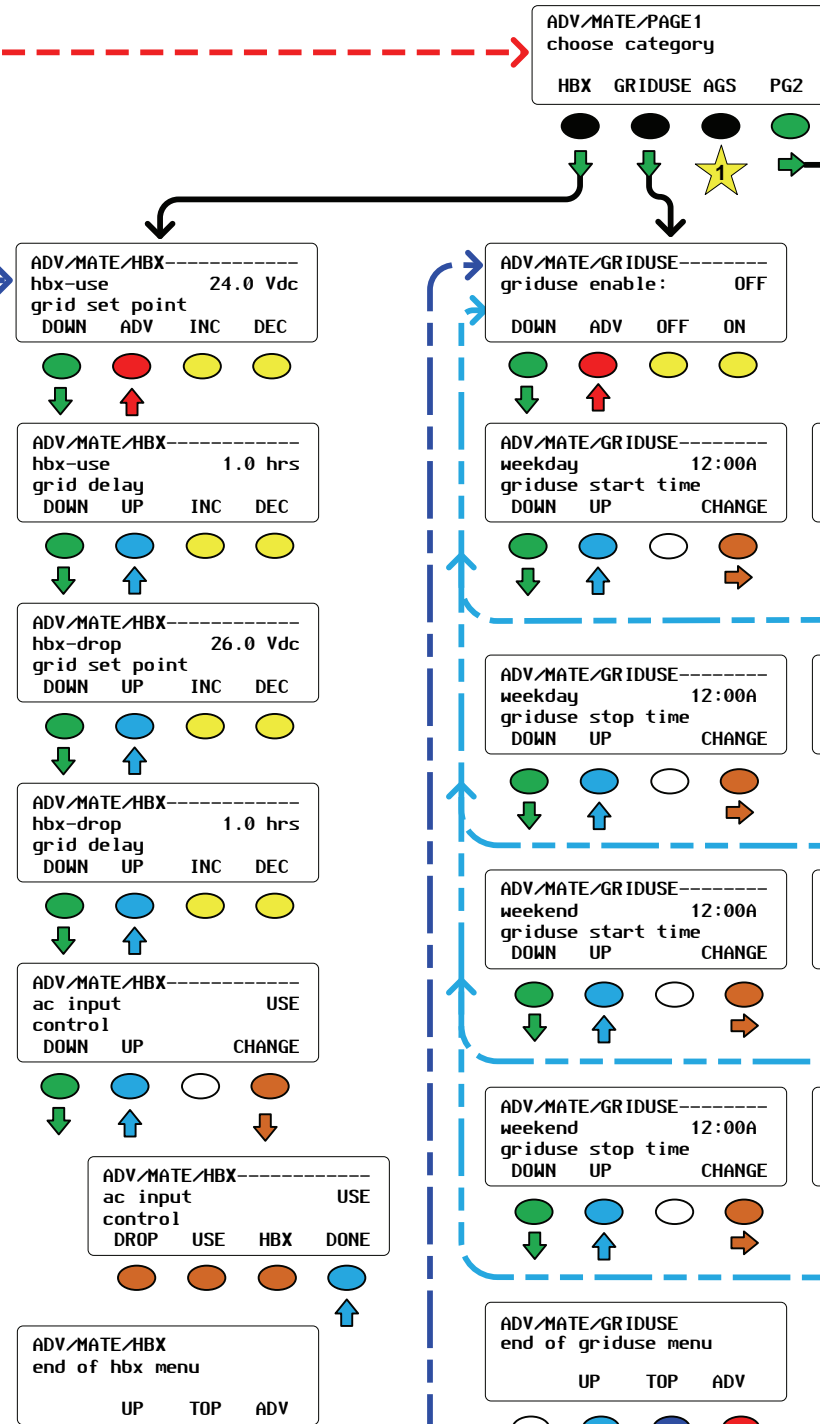 ADV/MATE/PAGE1
choose category
HBX GRIDUSE AGS PG2
1
ADV/MATE/HBX------------
hbx-use 24.0 Vdc
grid set point
DOWN ADV INC DEC
ADV/MATE/HBX------------
hbx-use 1.0 hrs
grid delay
DOWN UP INC DEC
ADV/MATE/HBX------------
hbx-drop 26.0 Vdc
grid set point
DOWN UP INC DEC
ADV/MATE/HBX------------
hbx-drop 1.0 hrs
grid delay
DOWN UP INC DEC
ADV/MATE/HBX------------
ac input USE
control
DOWN UP CHANGE
ADV/MATE/HBX------------
ac input USE
control
DROP USE HBX DONE
ADV/MATE/HBX
end of hbx menu
UP TOP ADV
ADV/MATE/GRIDUSE--------
griduse enable: OFF
DOWN ADV OFF ON
ADV/MATE/GRIDUSE--------
weekday 12:00A
griduse start time
DOWN UP CHANGE
ADV/MATE/GRIDUSE--------
weekday 12:00A
griduse stop time
DOWN UP CHANGE
ADV/MATE/GRIDUSE--------
weekend 12:00A
griduse start time
DOWN UP CHANGE
ADV/MATE/GRIDUSE--------
weekend 12:00A
griduse stop time
DOWN UP CHANGE
ADV/MATE/GRIDUSE
end of griduse menu
UP TOP ADV